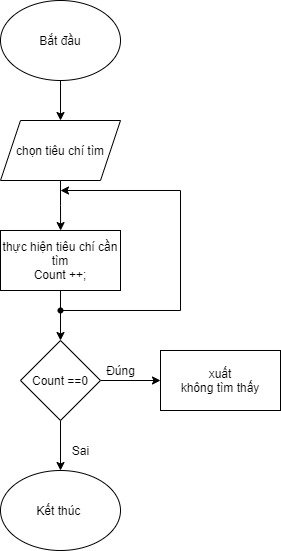 Bắt đầu
chọn tiêu chí tìm
thực hiện tiêu chí cần
tìm
Count ++;
Count ==0
Đúng
xuất
không tìm thấy
Sai
Kết thúc